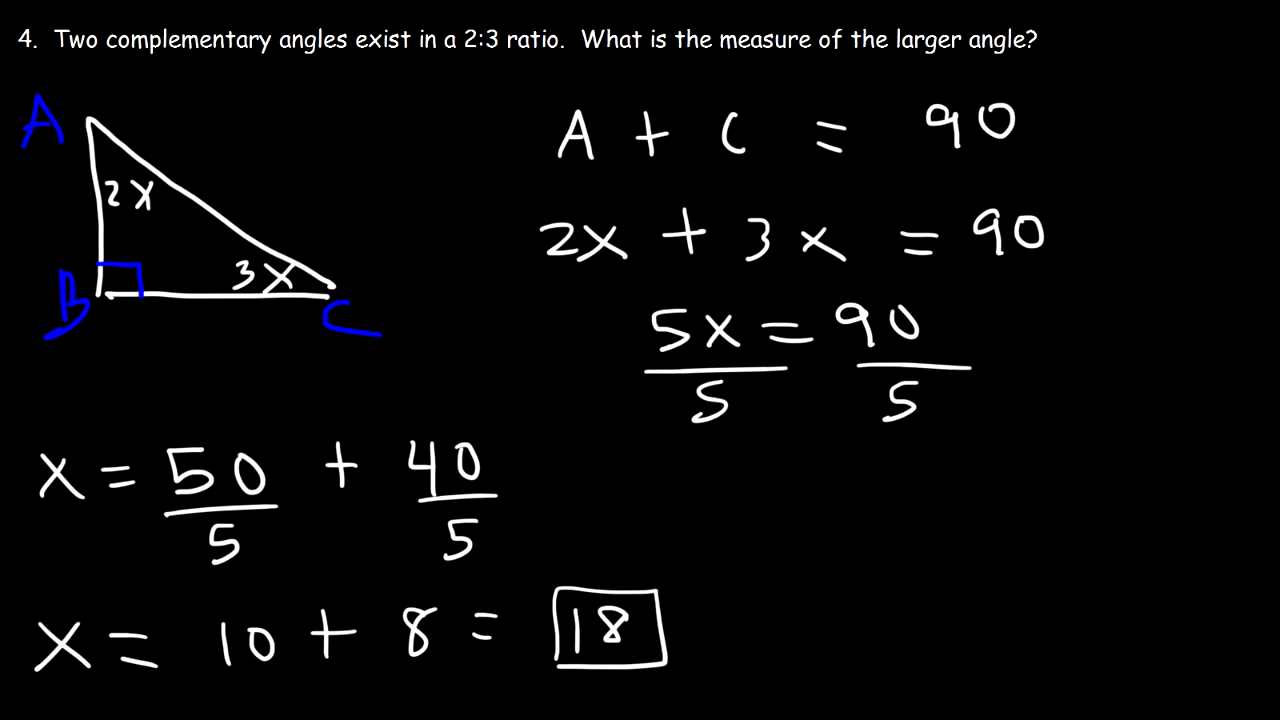 4. Two complementary angles exist in a 2:3 ratio. What is the measure of the larger angle?
A
2x
B
3x
C
A + C = 90
2x + 3x = 90
5x = 90
5 5
x = 50 + 40
5 5
x = 10 + 8 = 18